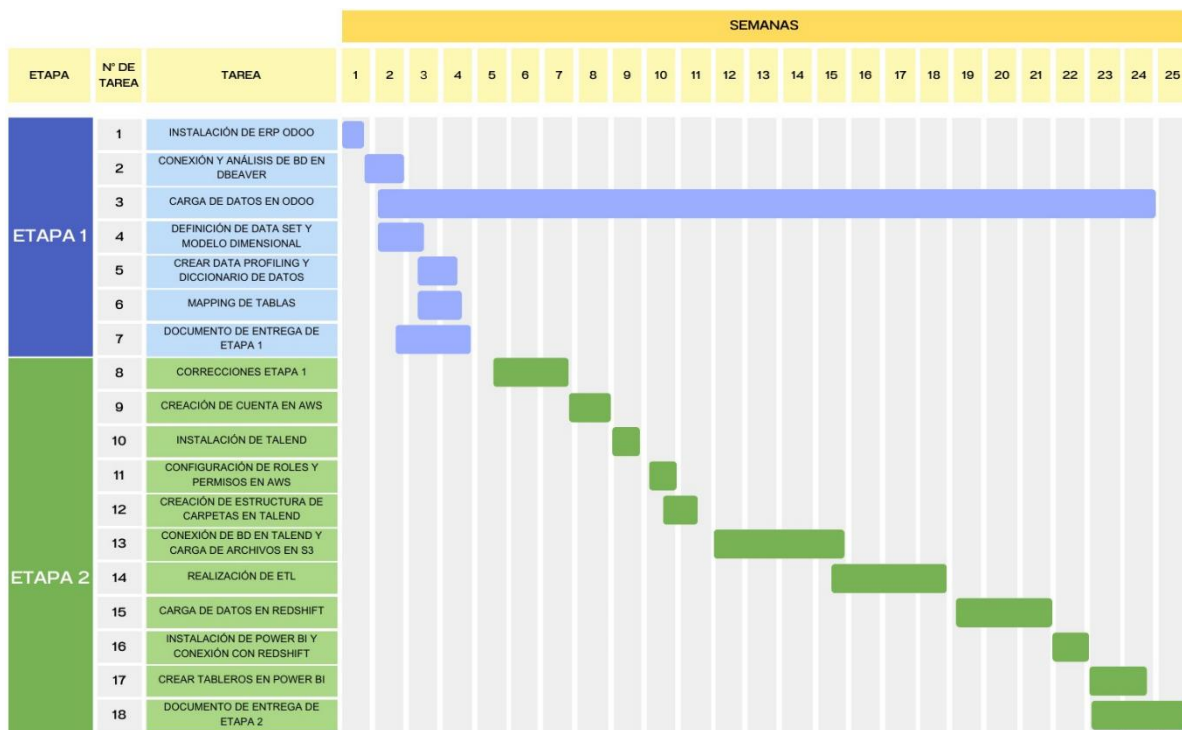 SEMANAS
ETAPA
N° DE
TAREA
TAREA
1 2 3 4 5 6 7 8 9 10 11 12 13 14 15 16 17 18 19 20 21 22 23 24 25
ETAPA 1
1
INSTALACIÓN DE ERP ODOO
2
CONEXIÓN Y ANÁLISIS DE BD EN
DBEAVER
3
CARGA DE DATOS EN ODOO
4
DEFINICIÓN DE DATA SET Y
MODELO DIMENSIONAL
5
CREAR DATA PROFILING Y
DICCIONARIO DE DATOS
6
MAPPING DE TABLAS
7
DOCUMENTO DE ENTREGA DE
ETAPA 1
ETAPA 2
8
CORRECCIONES ETAPA 1
9
CREACIÓN DE CUENTA EN AWS
10
INSTALACIÓN DE TALEND
11
CONFIGURACIÓN DE ROLES Y
PERMISOS EN AWS
12
CREACIÓN DE ESTRUCTURA DE
CARPETAS EN TALEND
13
CONEXIÓN DE BD EN TALEND Y
CARGA DE ARCHIVOS EN S3
14
REALIZACIÓN DE ETL
15
CARGA DE DATOS EN REDSHIFT
16
INSTALACIÓN DE POWER BI Y
CONEXIÓN CON REDSHIFT
17
CREAR TABLEROS EN POWER BI
18
DOCUMENTO DE ENTREGA DE
ETAPA 2